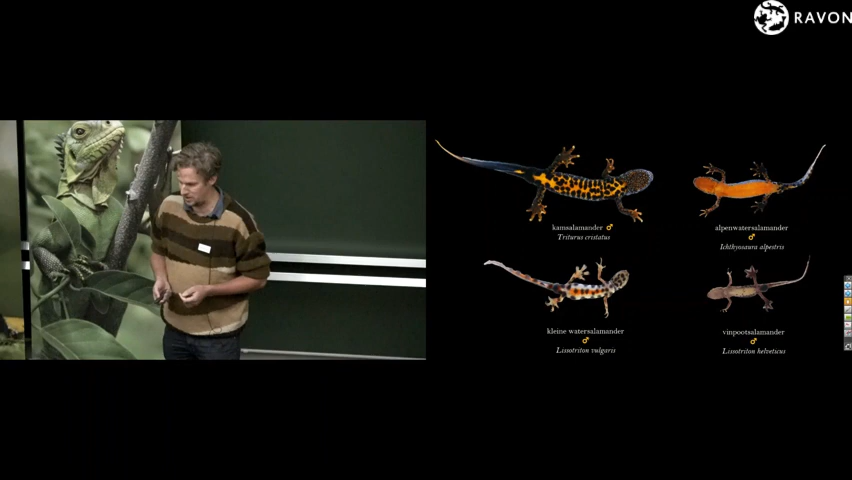 RAVON
kamsalamander ♂
Triturus cristatus
alpenwatersalamander
♂
Ichthyosaura alpestris
kleine watersalamander
♂
Lissotriton vulgaris
vinpootsalamander
♂
Lissotriton helveticus